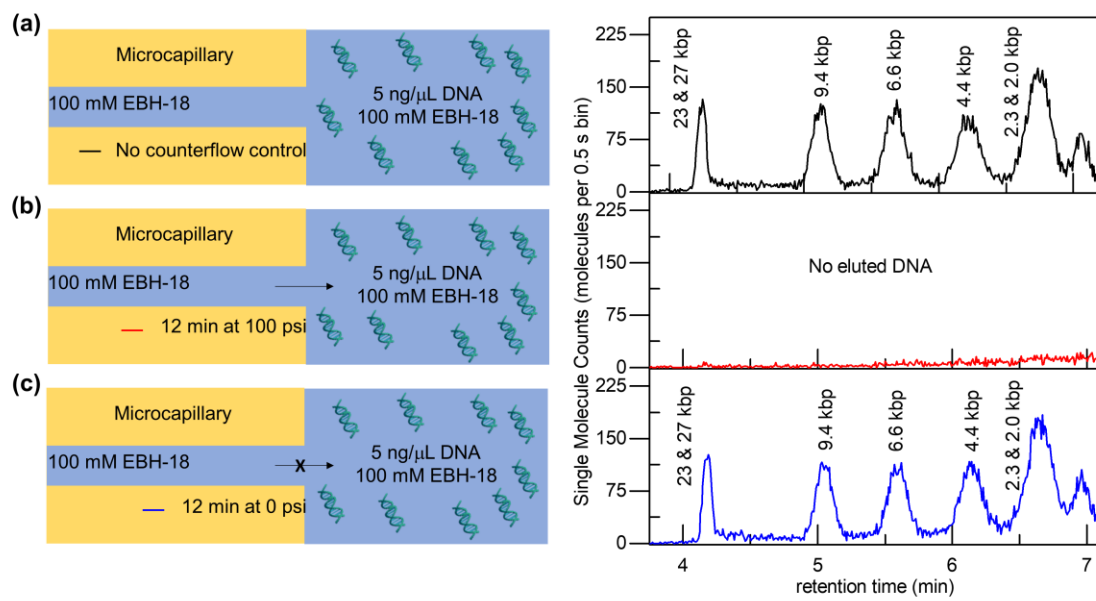 (a)
Microcapillary
100 mM EBH-18
No counterflow control
5 ng/μL DNA
100 mM EBH-18
(b)
Microcapillary
100 mM EBH-18
12 min at 100 psi
5 ng/μL DNA
100 mM EBH-18
(c)
Microcapillary
100 mM EBH-18
X
12 min at 0 psi
5 ng/μL DNA
100 mM EBH-18
Single Molecule Counts (molecules per 0.5 s bin)
225
150
75
0
23 & 27 kbp
9.4 kbp
6.6 kbp
4.4 kbp
2.3 & 2.0 kbp
225
150
75
0
No eluted DNA
225
150
75
0
23 & 27 kbp
9.4 kbp
6.6 kbp
4.4 kbp
2.3 & 2.0 kbp
4 5 6 7
retention time (min)